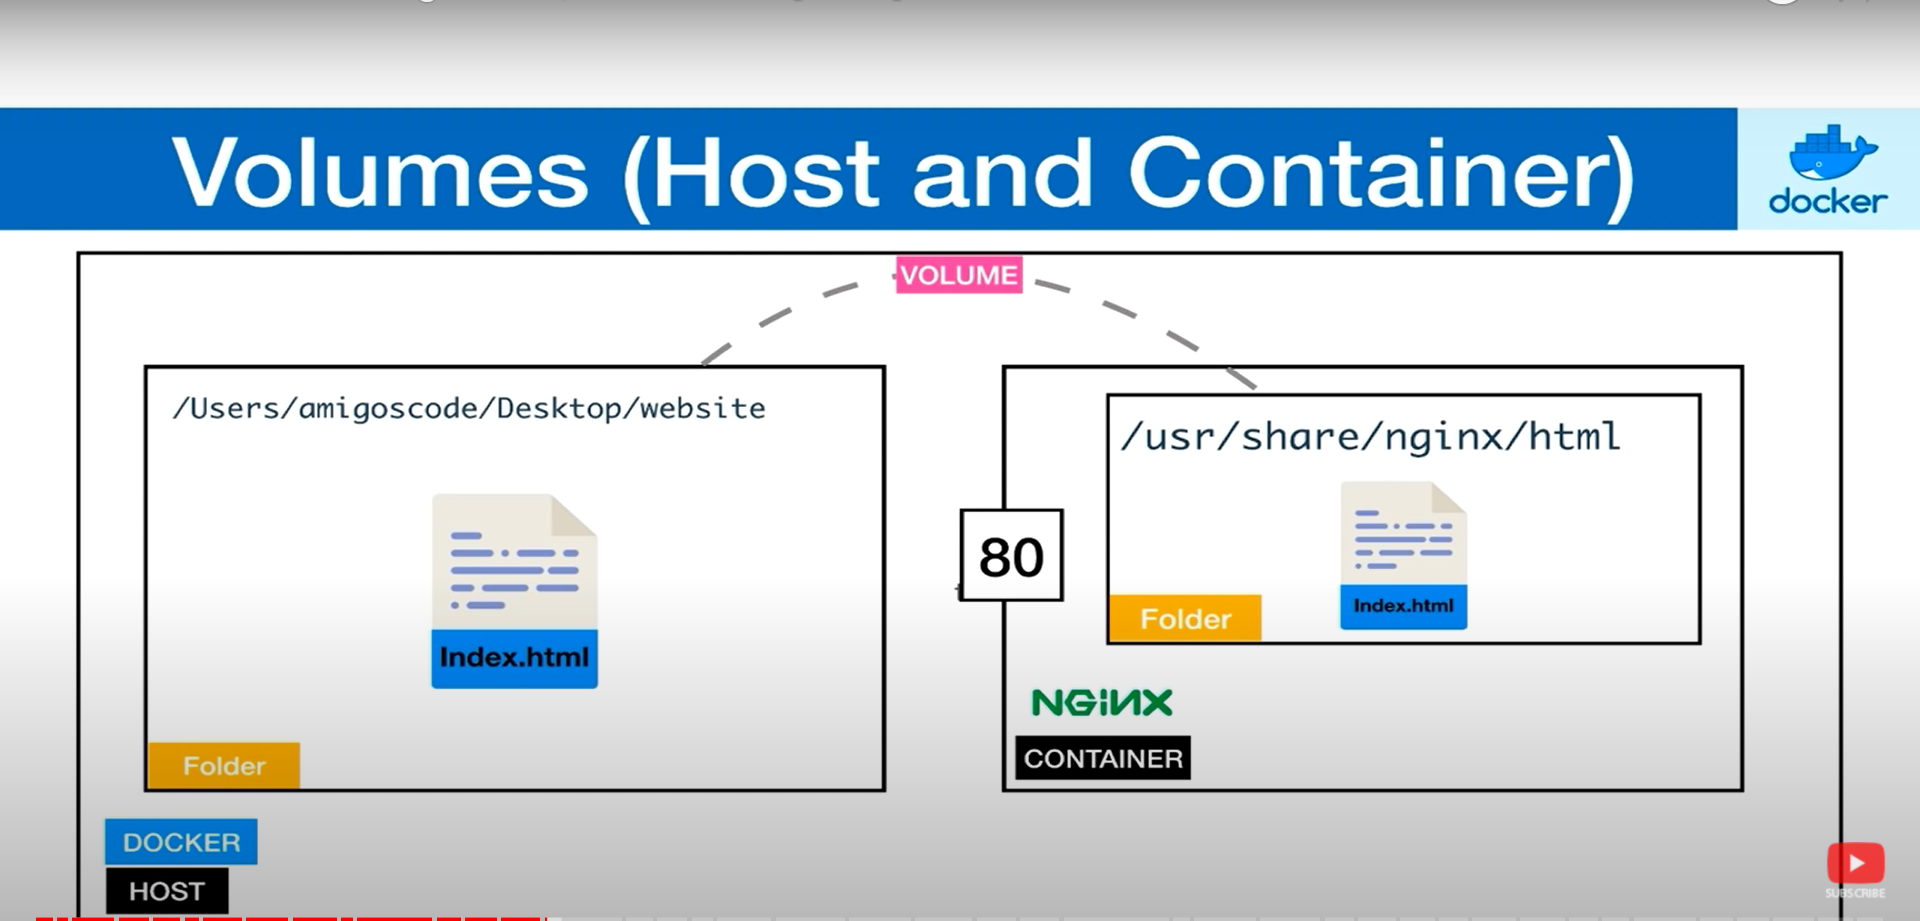 Volumes (Host and Container)
docker
VOLUME
/Users/amigoscode/Desktop/website
/usr/share/nginx/html
80
Index.html
Index.html
Folder
Folder
NGiNX
CONTAINER
DOCKER
HOST
SUBSCRIBE